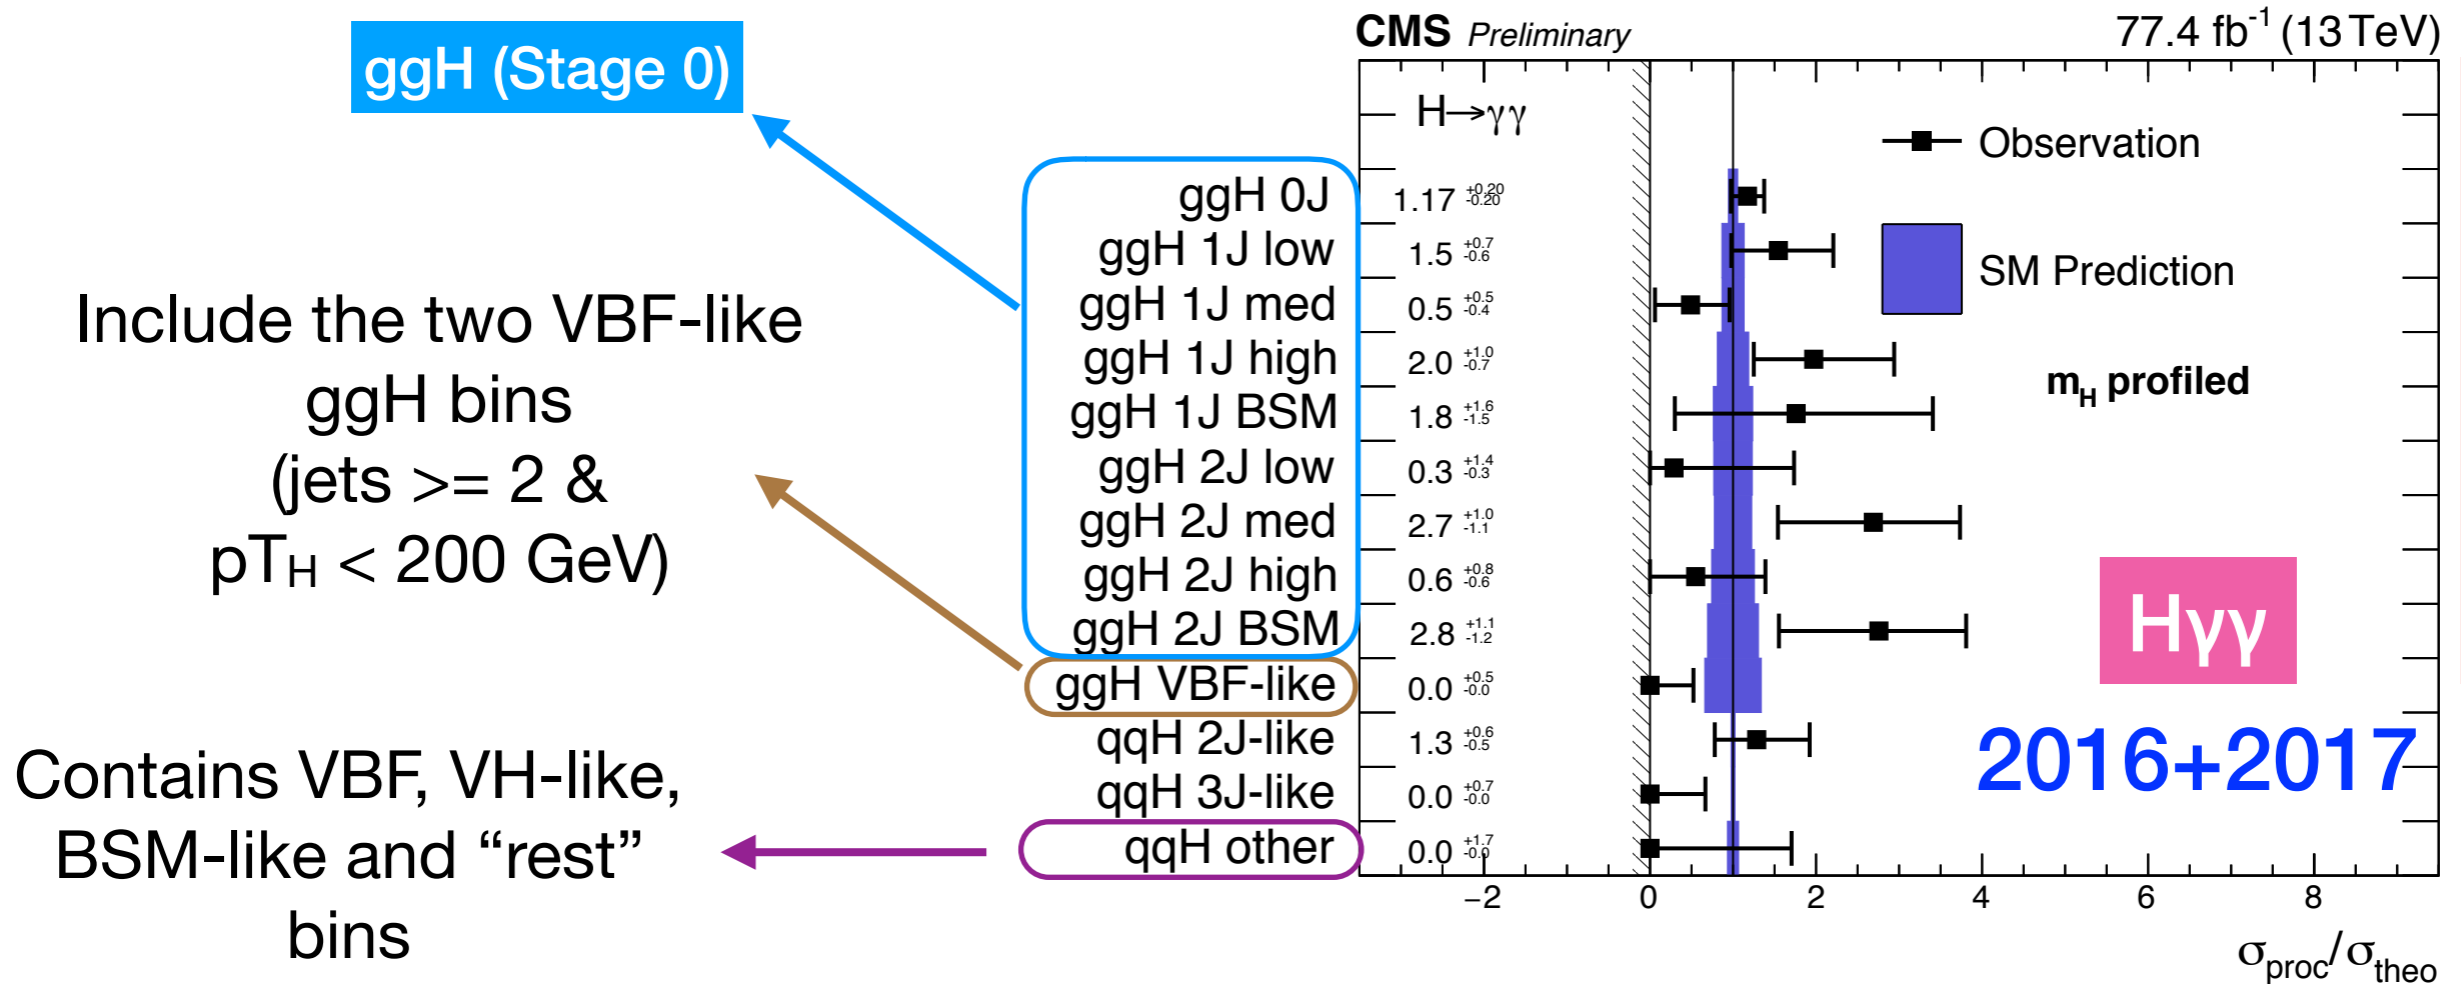 ggH (Stage 0)
Include the two VBF-like
ggH bins
(jets >= 2 &
pTH < 200 GeV)
Contains VBF, VH-like,
BSM-like and “rest”
bins
CMS Preliminary 77.4 fb-1 (13 TeV)
H→γγ
Observation
SM Prediction
mH profiled
ggH 0J 1.17 +0.20 -0.20
ggH 1J low 1.5 +0.7 -0.6
ggH 1J med 0.5 +0.5 -0.4
ggH 1J high 2.0 +1.0 -0.7
ggH 1J BSM 1.8 +1.6 -1.5
ggH 2J low 0.3 +1.4 -0.3
ggH 2J med 2.7 +1.0 -1.1
ggH 2J high 0.6 +0.8 -0.6
ggH 2J BSM 2.8 +1.1 -1.2
ggH VBF-like 0.0 +0.5 -0.0
qqH 2J-like 1.3 +0.6 -0.5
qqH 3J-like 0.0 +0.7 -0.0
qqH other 0.0 +1.7 -0.0
Hγγ
2016+2017
−2 0 2 4 6 8
σproc/σtheo